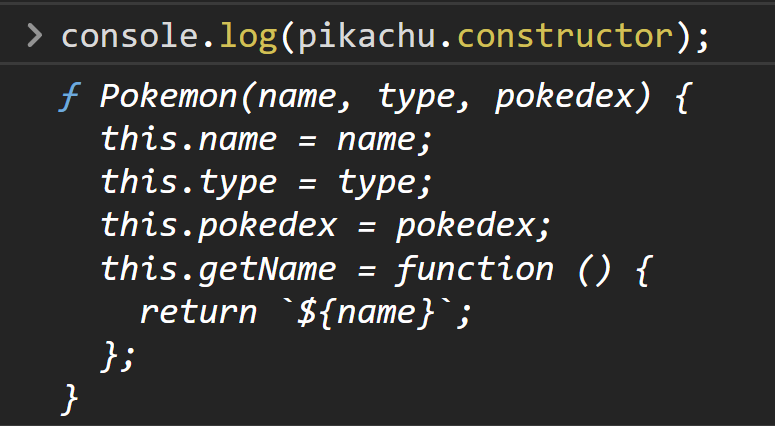 > console.log(pikachu.constructor);
ƒ Pokemon(name, type, pokedex) {
  this.name = name;
  this.type = type;
  this.pokedex = pokedex;
  this.getName = function () {
    return `${name}`;
  };
}